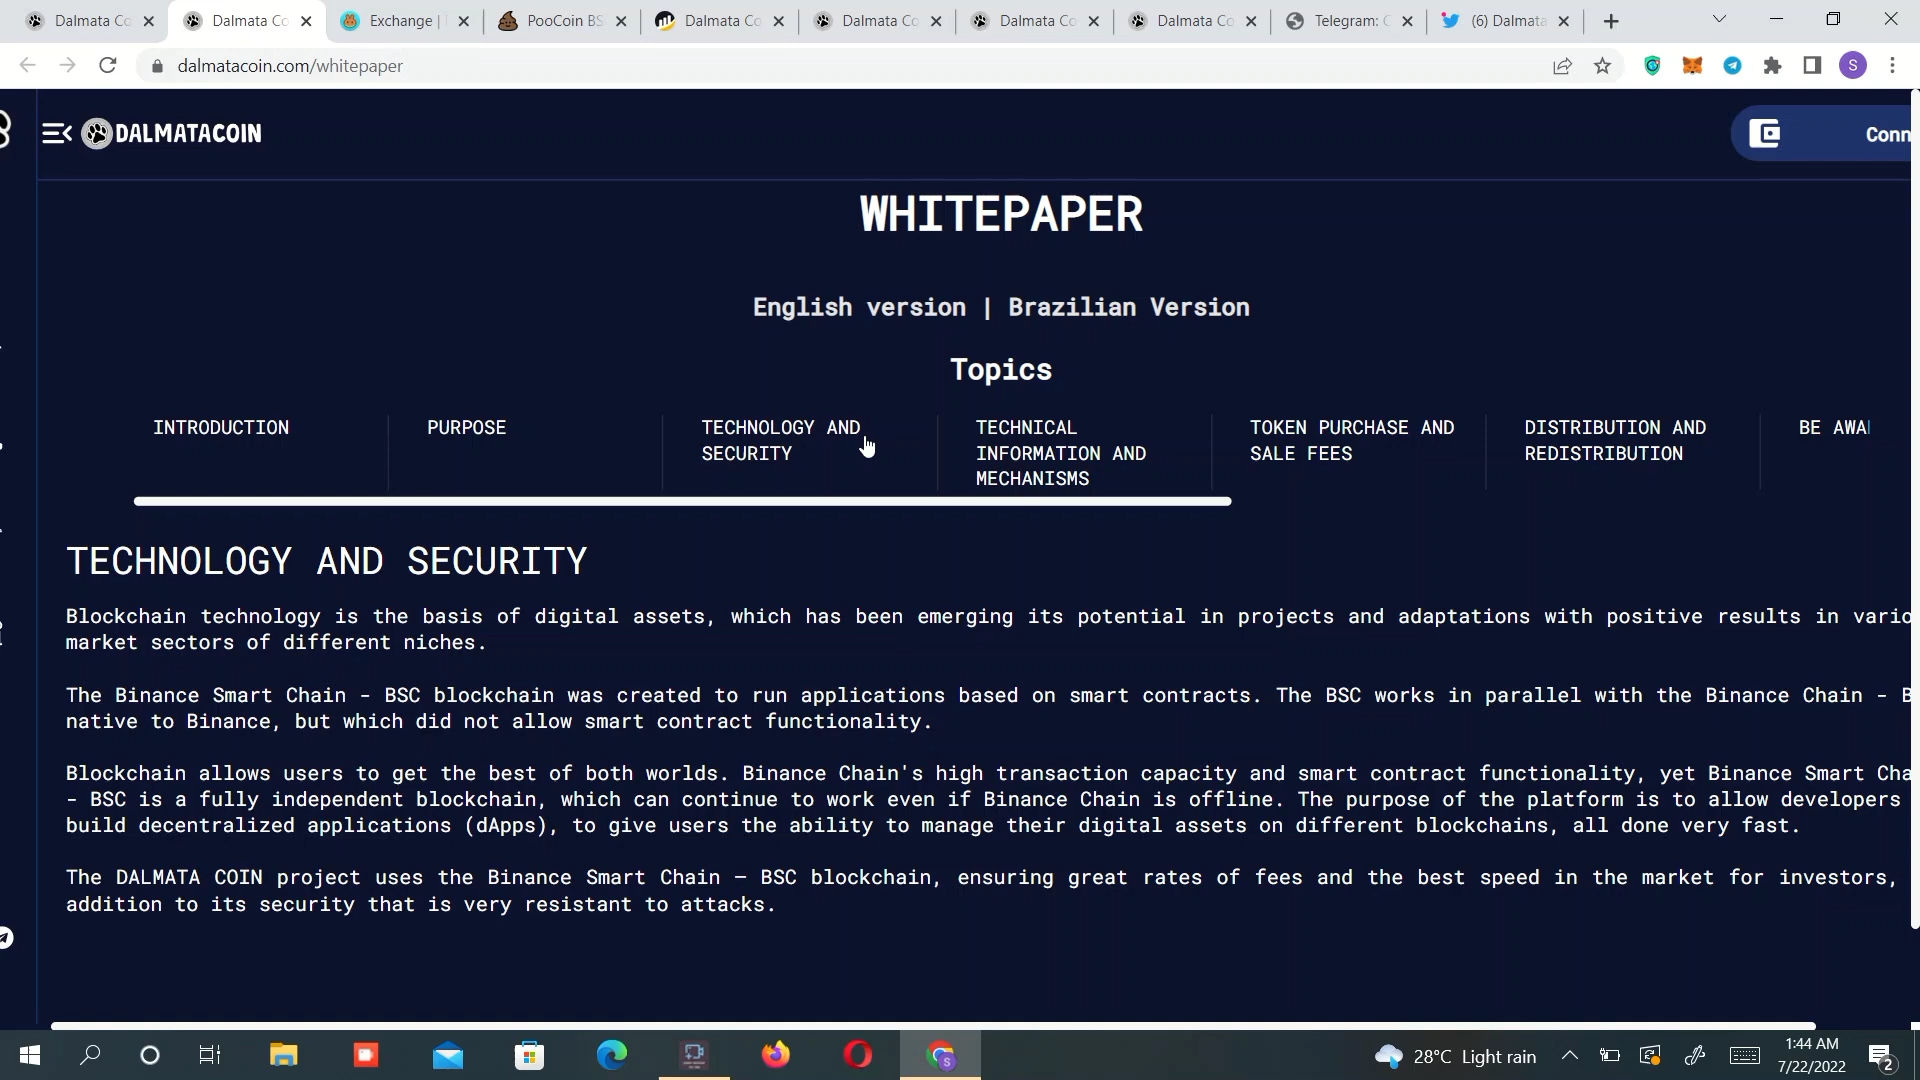 Dalmata Co
Dalmata Co
Exchange |
PooCoin BS
Dalmata Co
Dalmata Co
Dalmata Co
Dalmata Co
Telegram: C
(6) Dalmata
dalmatacoin.com/whitepaper
S
DALMATACOIN
Conn
WHITEPAPER
English version | Brazilian Version
Topics
INTRODUCTION
PURPOSE
TECHNOLOGY AND
SECURITY
TECHNICAL
INFORMATION AND
MECHANISMS
TOKEN PURCHASE AND
SALE FEES
DISTRIBUTION AND
REDISTRIBUTION
BE AWA
TECHNOLOGY AND SECURITY
Blockchain technology is the basis of digital assets, which has been emerging its potential in projects and adaptations with positive results in vario
market sectors of different niches.
The Binance Smart Chain - BSC blockchain was created to run applications based on smart contracts. The BSC works in parallel with the Binance Chain - B
native to Binance, but which did not allow smart contract functionality.
Blockchain allows users to get the best of both worlds. Binance Chain's high transaction capacity and smart contract functionality, yet Binance Smart Cha
- BSC is a fully independent blockchain, which can continue to work even if Binance Chain is offline. The purpose of the platform is to allow developers
build decentralized applications (dApps), to give users the ability to manage their digital assets on different blockchains, all done very fast.
The DALMATA COIN project uses the Binance Smart Chain – BSC blockchain, ensuring great rates of fees and the best speed in the market for investors,
addition to its security that is very resistant to attacks.
28°C Light rain
1:44 AM
7/22/2022
2